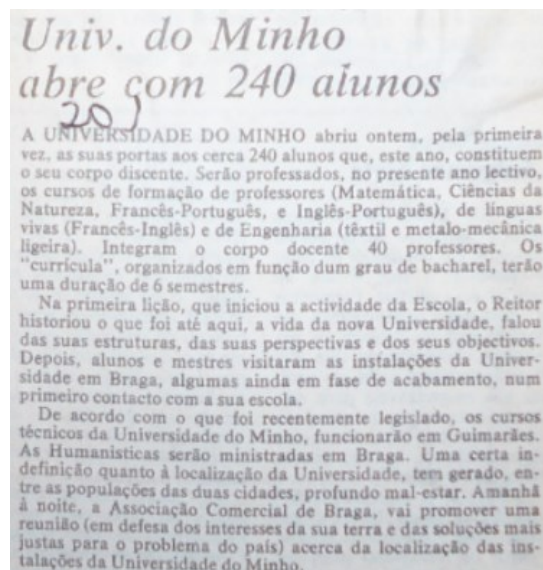 Univ. do Minho
abre com 240 alunos
20
A UNIVERSIDADE DO MINHO abriu ontem, pela primeira
vez, as suas portas aos cerca 240 alunos que, este ano, constituem
o seu corpo discente. Serão professados, no presente ano lectivo,
os cursos de formação de professores (Matemática, Ciências da
Natureza, Francês-Português, e Inglês-Português), de línguas
vivas (Francês-Inglês) e de Engenharia (têxtil e metalo-mecânica
ligeira). Integram o corpo docente 40 professores. Os
"currícula", organizados em função dum grau de bacharel, terão
uma duração de 6 semestres.
Na primeira lição, que iniciou a actividade da Escola, o Reitor
historiou o que foi até aqui, a vida da nova Universidade, falou
das suas estruturas, das suas perspectivas e dos seus objectivos.
Depois, alunos e mestres visitaram as instalações da Univer-
sidade em Braga, algumas ainda em fase de acabamento, num
primeiro contacto com a sua escola.
De acordo com o que foi recentemente legislado, os cursos
técnicos da Universidade do Minho, funcionarão em Guimarães.
As Humanisticas serão ministradas em Braga. Uma certa in-
definição quanto à localização da Universidade, tem gerado, en-
tre as populações das duas cidades, profundo mal-estar. Amanhã
à noite, a Associação Comercial de Braga, vai promover uma
reunião (em defesa dos interesses da sua terra e das soluções mais
justas para o problema do país) acerca da localização das ins-
talações da Universidade do Minho.